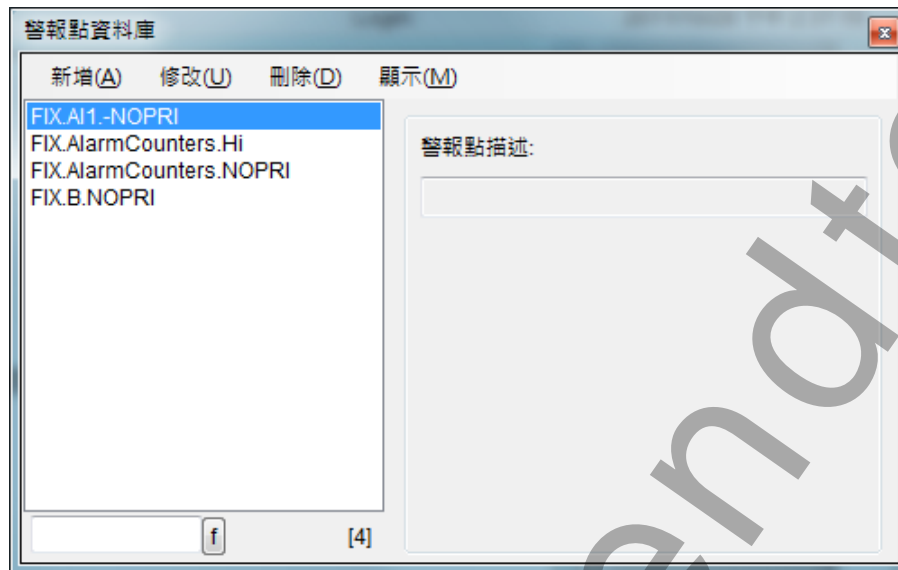 警報點資料庫
新增(A) 修改(U) 刪除(D) 顯示(M)
FIX.AI1.-NOPRI
FIX.AlarmCounters.Hi
FIX.AlarmCounters.NOPRI
FIX.B.NOPRI
警報點描述:
f [4]